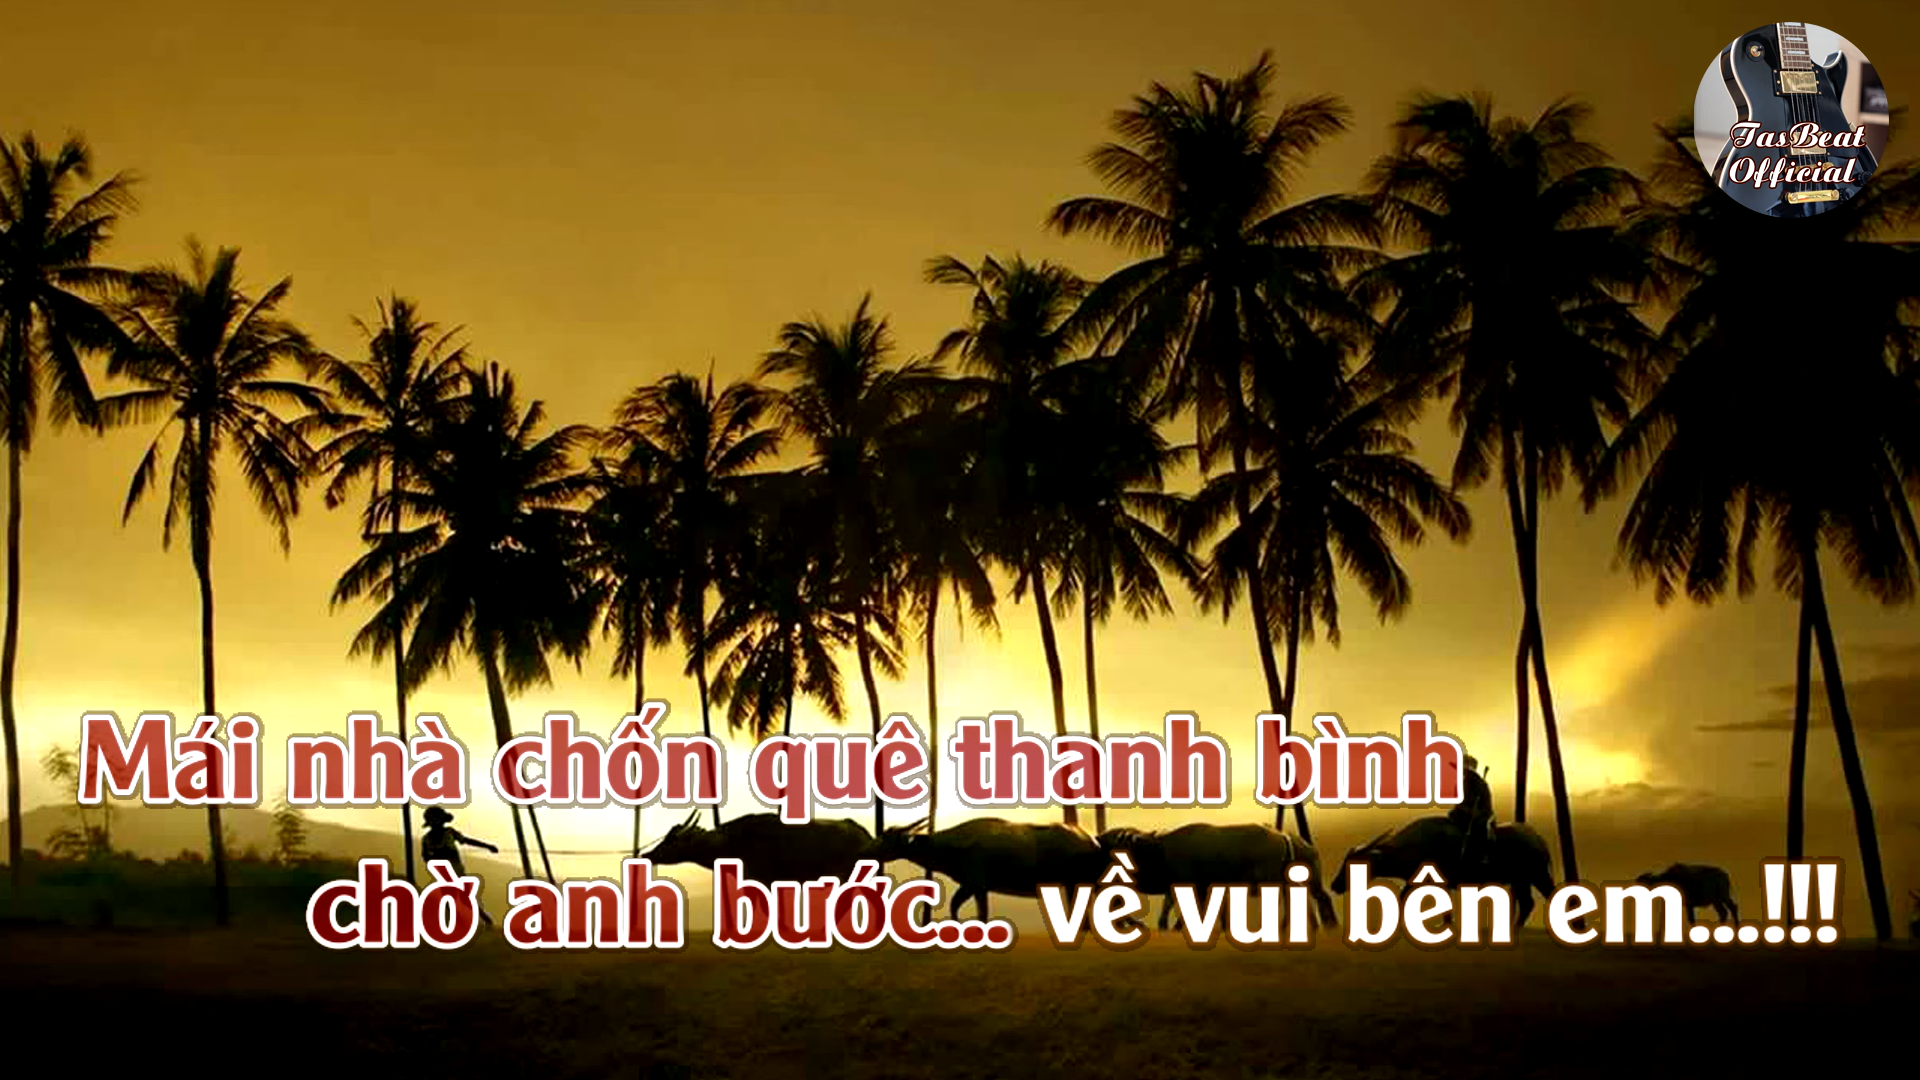 TasBeat
Official
Mái nhà chốn quê thanh bình
chờ anh bước... về vui bên em...!!!